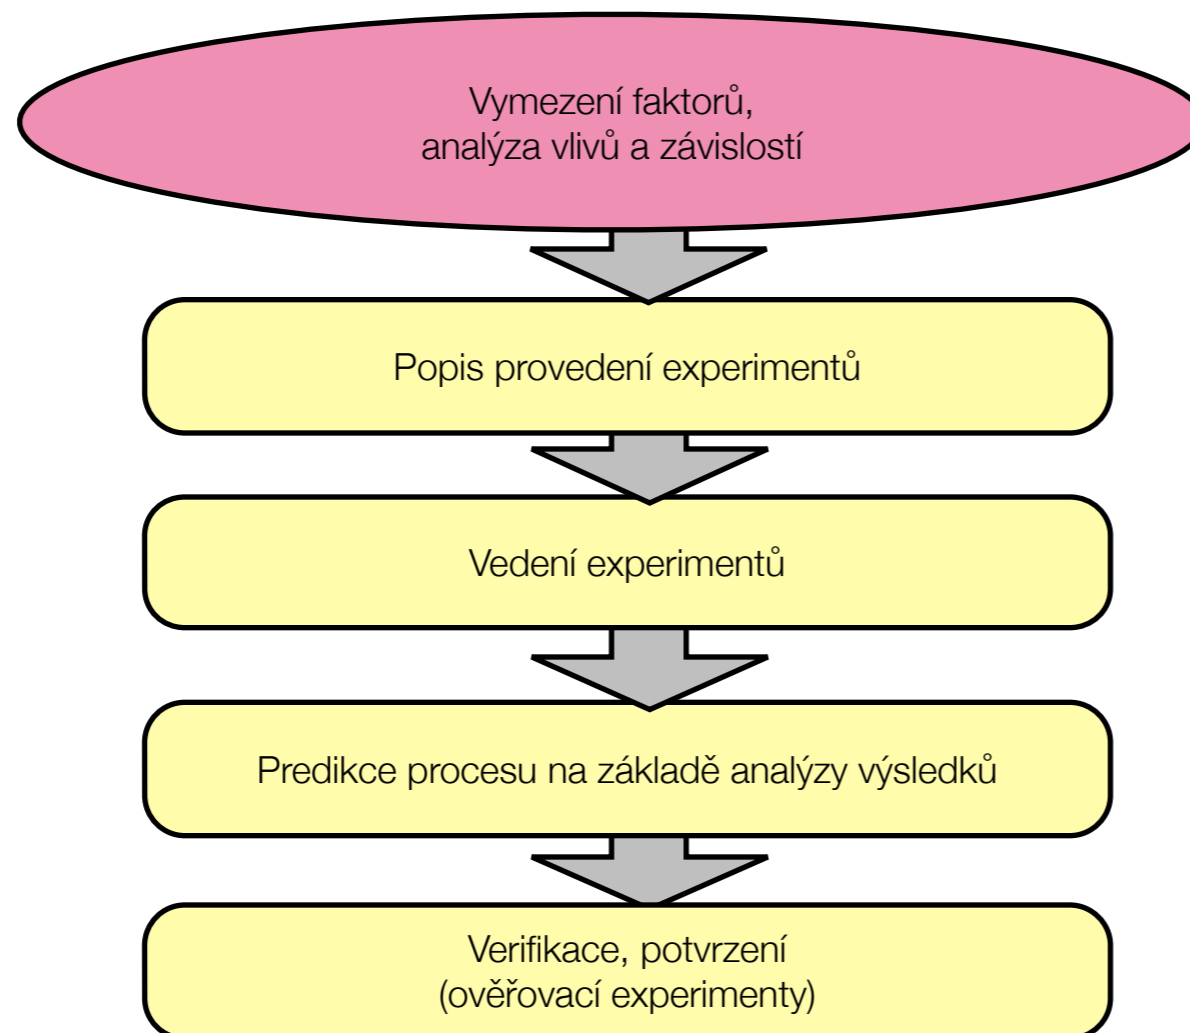 Vymezení faktorů,
analýza vlivů a závislostí
Popis provedení experimentů
Vedení experimentů
Predikce procesu na základě analýzy výsledků
Verifikace, potvrzení
(ověřovací experimenty)